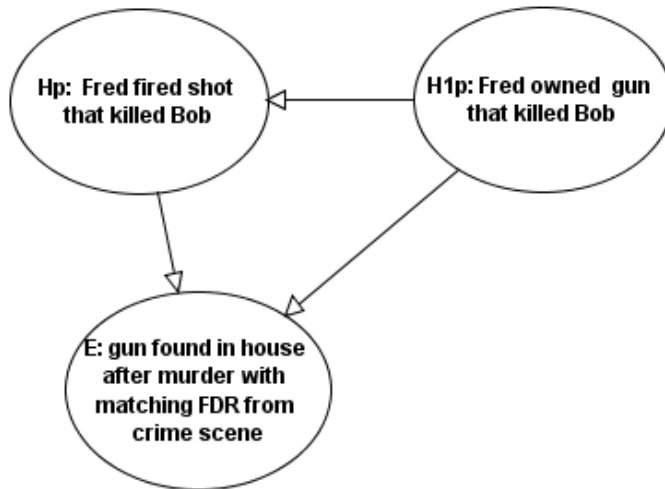 Hp: Fred fired shot
that killed Bob
H1p: Fred owned gun
that killed Bob
E: gun found in house
after murder with
matching FDR from
crime scene